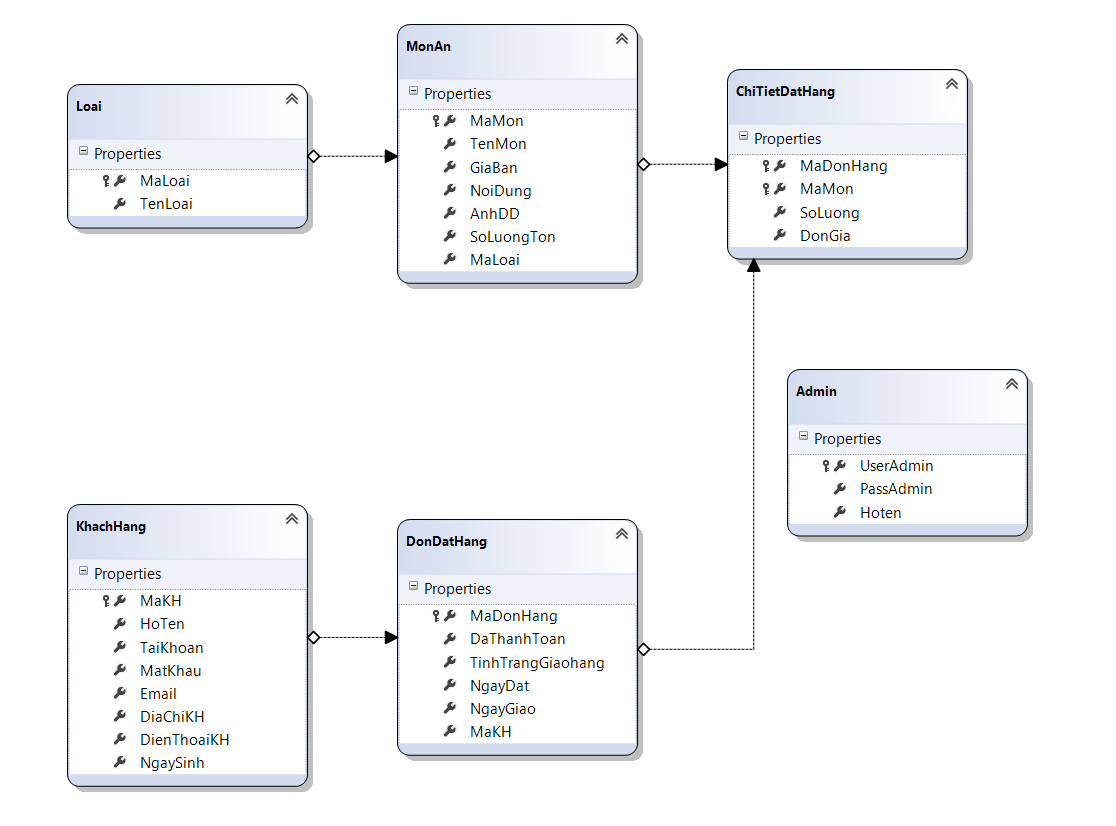 Loai
Properties
MaLoai
TenLoai
MonAn
Properties
MaMon
TenMon
GiaBan
NoiDung
AnhDD
SoLuongTon
MaLoai
ChiTietDatHang
Properties
MaDonHang
MaMon
SoLuong
DonGia
Admin
Properties
UserAdmin
PassAdmin
Hoten
KhachHang
Properties
MaKH
HoTen
TaiKhoan
MatKhau
Email
DiaChiKH
DienThoaiKH
NgaySinh
DonDatHang
Properties
MaDonHang
DaThanhToan
TinhTrangGiaohang
NgayDat
NgayGiao
MaKH